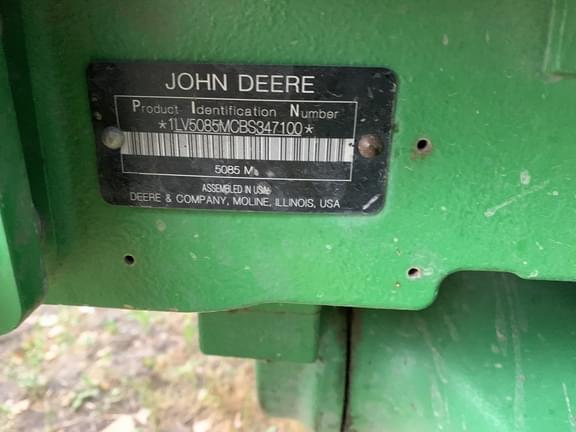 JOHN DEERE
Product Identification Number
*1LV5085MCBS347100*
5085 M
ASSEMBLED IN USA
DEERE & COMPANY, MOLINE, ILLINOIS, USA